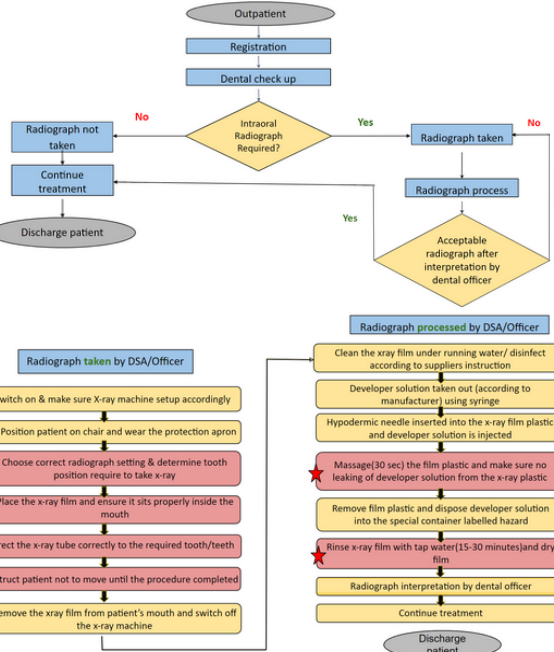 Outpatient
Registration
Dental check up
Intraoral
Radiograph
Required?
No
Yes
Radiograph not
taken
Continue
treatment
Discharge patient
Radiograph taken
No
Radiograph process
Yes
Acceptable
radiograph after
interpretation by
dental officer
Radiograph taken by DSA/Officer
witch on & make sure X-ray machine setup accordingly
Position patient on chair and wear the protection apron
Choose correct radiograph setting & determine tooth
position require to take x-ray
Place the x-ray film and ensure it sits properly inside the
mouth
rect the x-ray tube correctly to the required tooth/teeth
truct patient not to move until the procedure completed
emove the xray film from patient's mouth and switch off
the x-ray machine
Radiograph processed by DSA/Officer
Clean the xray film under running water/ disinfect
according to suppliers instruction
Developer solution taken out (according to
manufacturer) using syringe
Hypodermic needle inserted into the x-ray film plastic
and developer solution is injected
Massage(30 sec) the film plastic and make sure no
leaking of developer solution from the x-ray plastic
Remove film plastic and dispose developer solution
into the special container labelled hazard
Rinse x-ray film with tap water(15-30 minutes)and dry
film
Radiograph interpretation by dental officer
Continue treatment
Discharge
patient